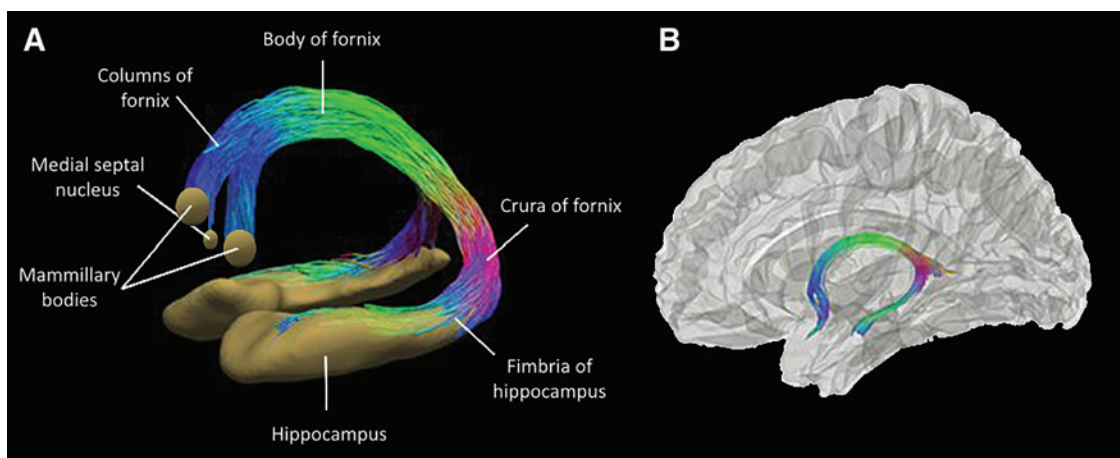 A
Body of fornix
B
Columns of
fornix
Medial septal
nucleus
Crura of fornix
Mammillary
bodies
Fimbria of
hippocampus
Hippocampus